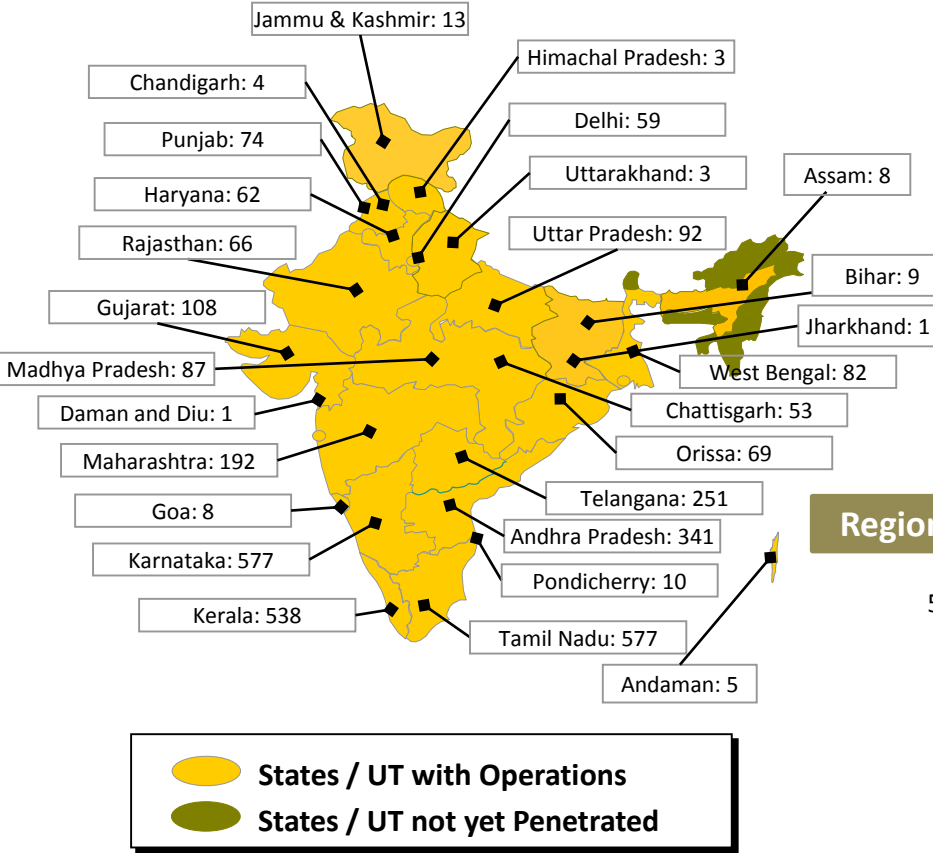 Jammu & Kashmir: 13
Himachal Pradesh: 3
Chandigarh: 4
Delhi: 59
Punjab: 74
Uttarakhand: 3
Assam: 8
Haryana: 62
Rajasthan: 66
Uttar Pradesh: 92
Bihar: 9
Gujarat: 108
Jharkhand: 1
Madhya Pradesh: 87
West Bengal: 82
Daman and Diu: 1
Chattisgarh: 53
Maharashtra: 192
Orissa: 69
Telangana: 251
Goa: 8
Region
Andhra Pradesh: 341
Karnataka: 577
Pondicherry: 10
5
Kerala: 538
Tamil Nadu: 577
Andaman: 5
States / UT with Operations
States / UT not yet Penetrated